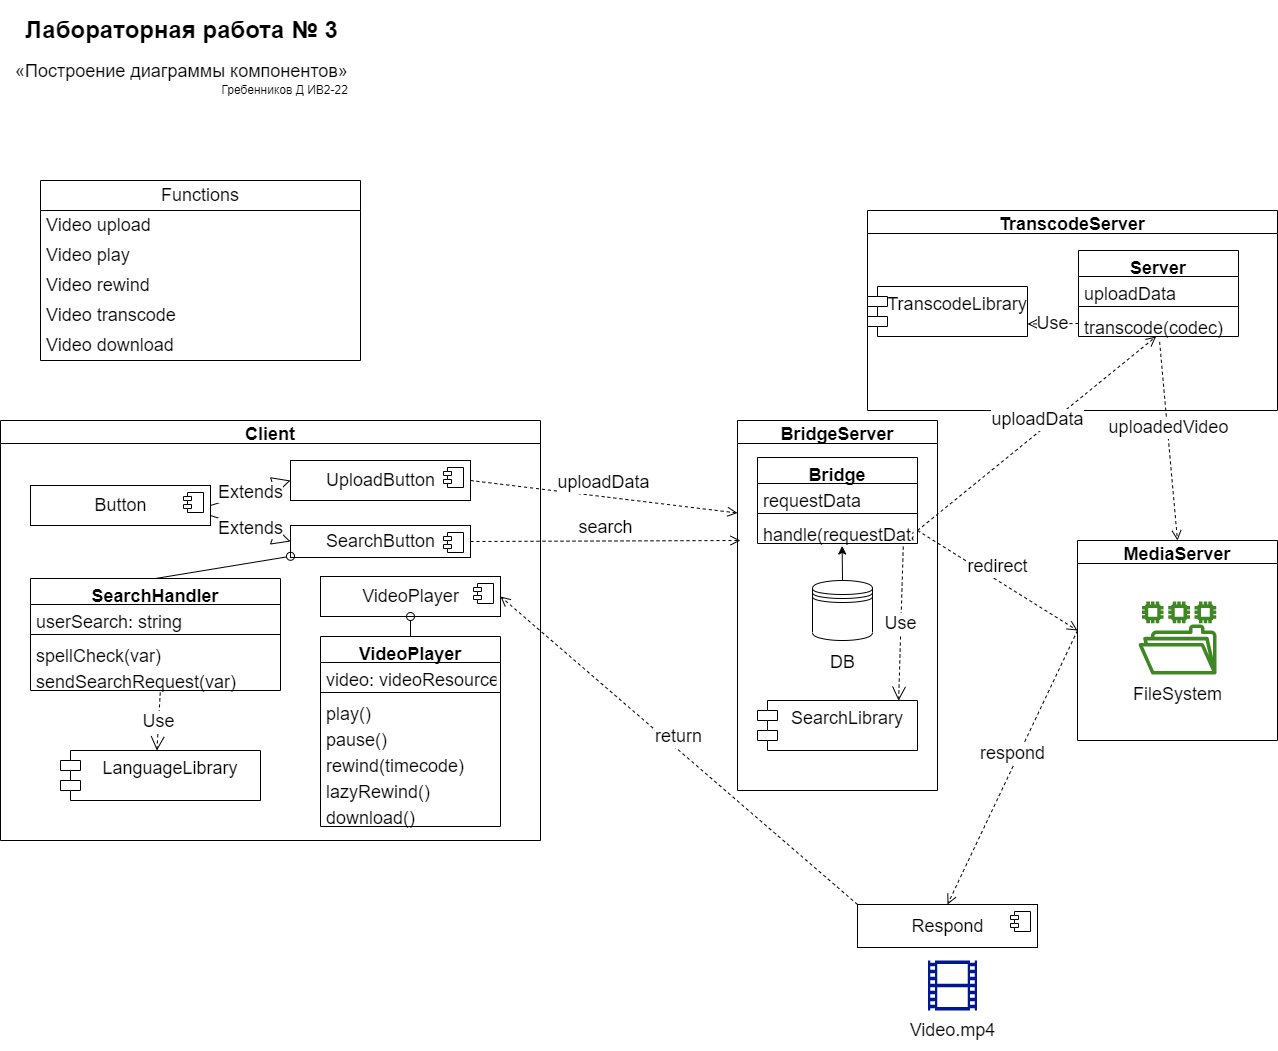 Лабораторная работа № 3
«Построение диаграммы компонентов»
Гребенников Д ИВ2-22
Functions
Video upload
Video play
Video rewind
Video transcode
Video download
TranscodeServer
Server
uploadData
transcode(codec)
TranscodeLibrary
Use
uploadData
uploadedVideo
Client
Button
Extends
Extends
UploadButton
SearchButton
uploadData
search
SearchHandler
userSearch: string
spellCheck(var)
sendSearchRequest(var)
Use
LanguageLibrary
VideoPlayer
VideoPlayer
video: videoResource
play()
pause()
rewind(timecode)
lazyRewind()
download()
BridgeServer
Bridge
requestData
handle(requestData
DB
Use
SearchLibrary
redirect
MediaServer
FileSystem
return
respond
Respond
Video.mp4